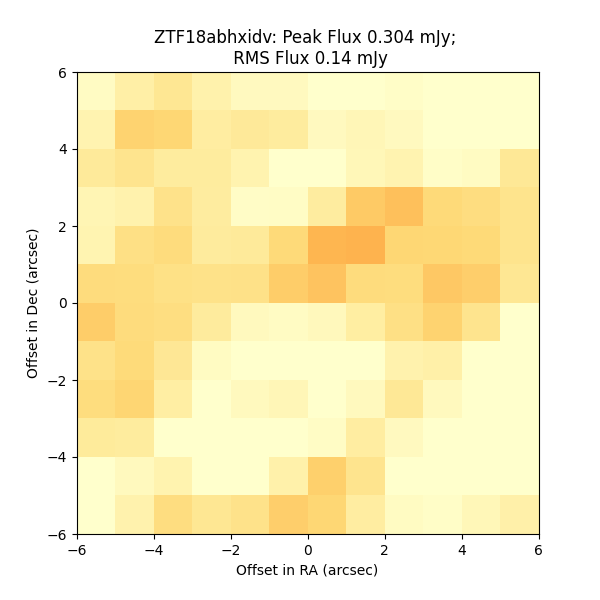 ZTF18abhxidv: Peak Flux 0.304 mJy;
RMS Flux 0.14 mJy
6
4
2
0
−2
−4
−6
Offset in Dec (arcsec)
−6 −4 −2 0 2 4 6
Offset in RA (arcsec)